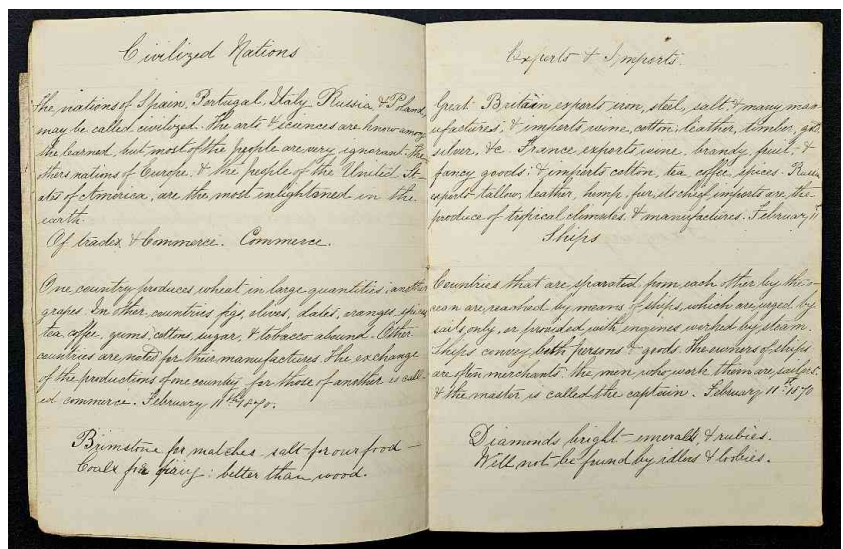 Civilized Nations
The nations of Spain, Portugal, Italy, Russia & Poland,
may be called civilized. The arts & sciences are know among
the learned, but most of the people are very ignorant. The
others nations of Europe, & the people of the United St-
ates of America, are the most enlightened in the
earth.
Of trades & Commerce. Commerce.
One country produces wheat in large quantities, another
grapes. In other countries figs, olives, dates, oranges, spices
tea, coffee, gums, cottons, sugar, & tobacco abound. Other
countries are noted for their manufactures. The exchange
of the productions of one country, for those of another is call-
ed commerce. February 11th 1870.
Brimstone for matches - salt for our food -
Coals for firing: better than wood.
Exports & Imports.
Great Britain exports iron, steel, salt & many man
ufactures, & imports wine, cotton, leather, timber, gold,
silver, &c. France exports wine, brandy, fruit, &
fancy goods: & imports cotton, tea, coffee, spices. Russia
exports tallow, leather, hemp, fur, its chief imports are the
produce of tropical climates, & manufactures. February 11
Ships
Countries that are sparated from each other by the o-
cean are reached by means of ships, which are urged by
sails only, or provided with engines worked by steam.
Ships convey both persons & goods. The owners of ships
are often merchants. the men who work them are sailors,
& the master is called the captain. February 11th 1870
Diamonds bright - emeralds, & rubies.
Will not be found by idlers & loobies.